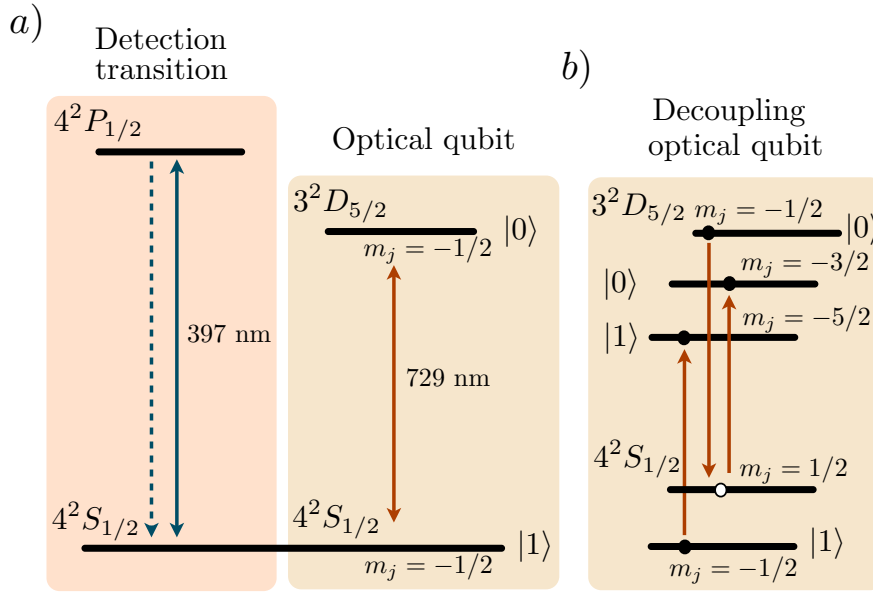 a)
Detection
transition
4²P₁/₂
397 nm
4²S₁/₂
Optical qubit
3²D₅/₂
|0⟩
m_j = −1/2
729 nm
4²S₁/₂
|1⟩
m_j = −1/2
b)
Decoupling
optical qubit
3²D₅/₂
m_j = −1/2
|0⟩
m_j = −3/2
|0⟩
m_j = −5/2
|1⟩
4²S₁/₂
m_j = 1/2
|1⟩
m_j = −1/2